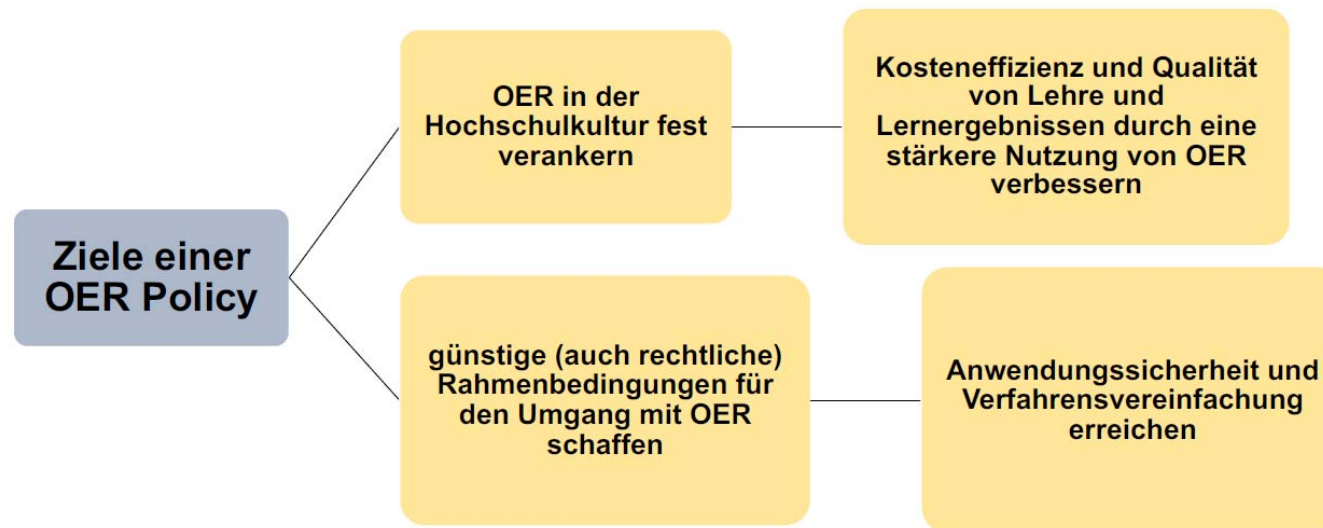 Ziele einer
OER Policy
OER in der
Hochschulkultur fest
verankern
Kosteneffizienz und Qualität
von Lehre und
Lernergebnissen durch eine
stärkere Nutzung von OER
verbessern
günstige (auch rechtliche)
Rahmenbedingungen für
den Umgang mit OER
schaffen
Anwendungssicherheit und
Verfahrensvereinfachung
erreichen